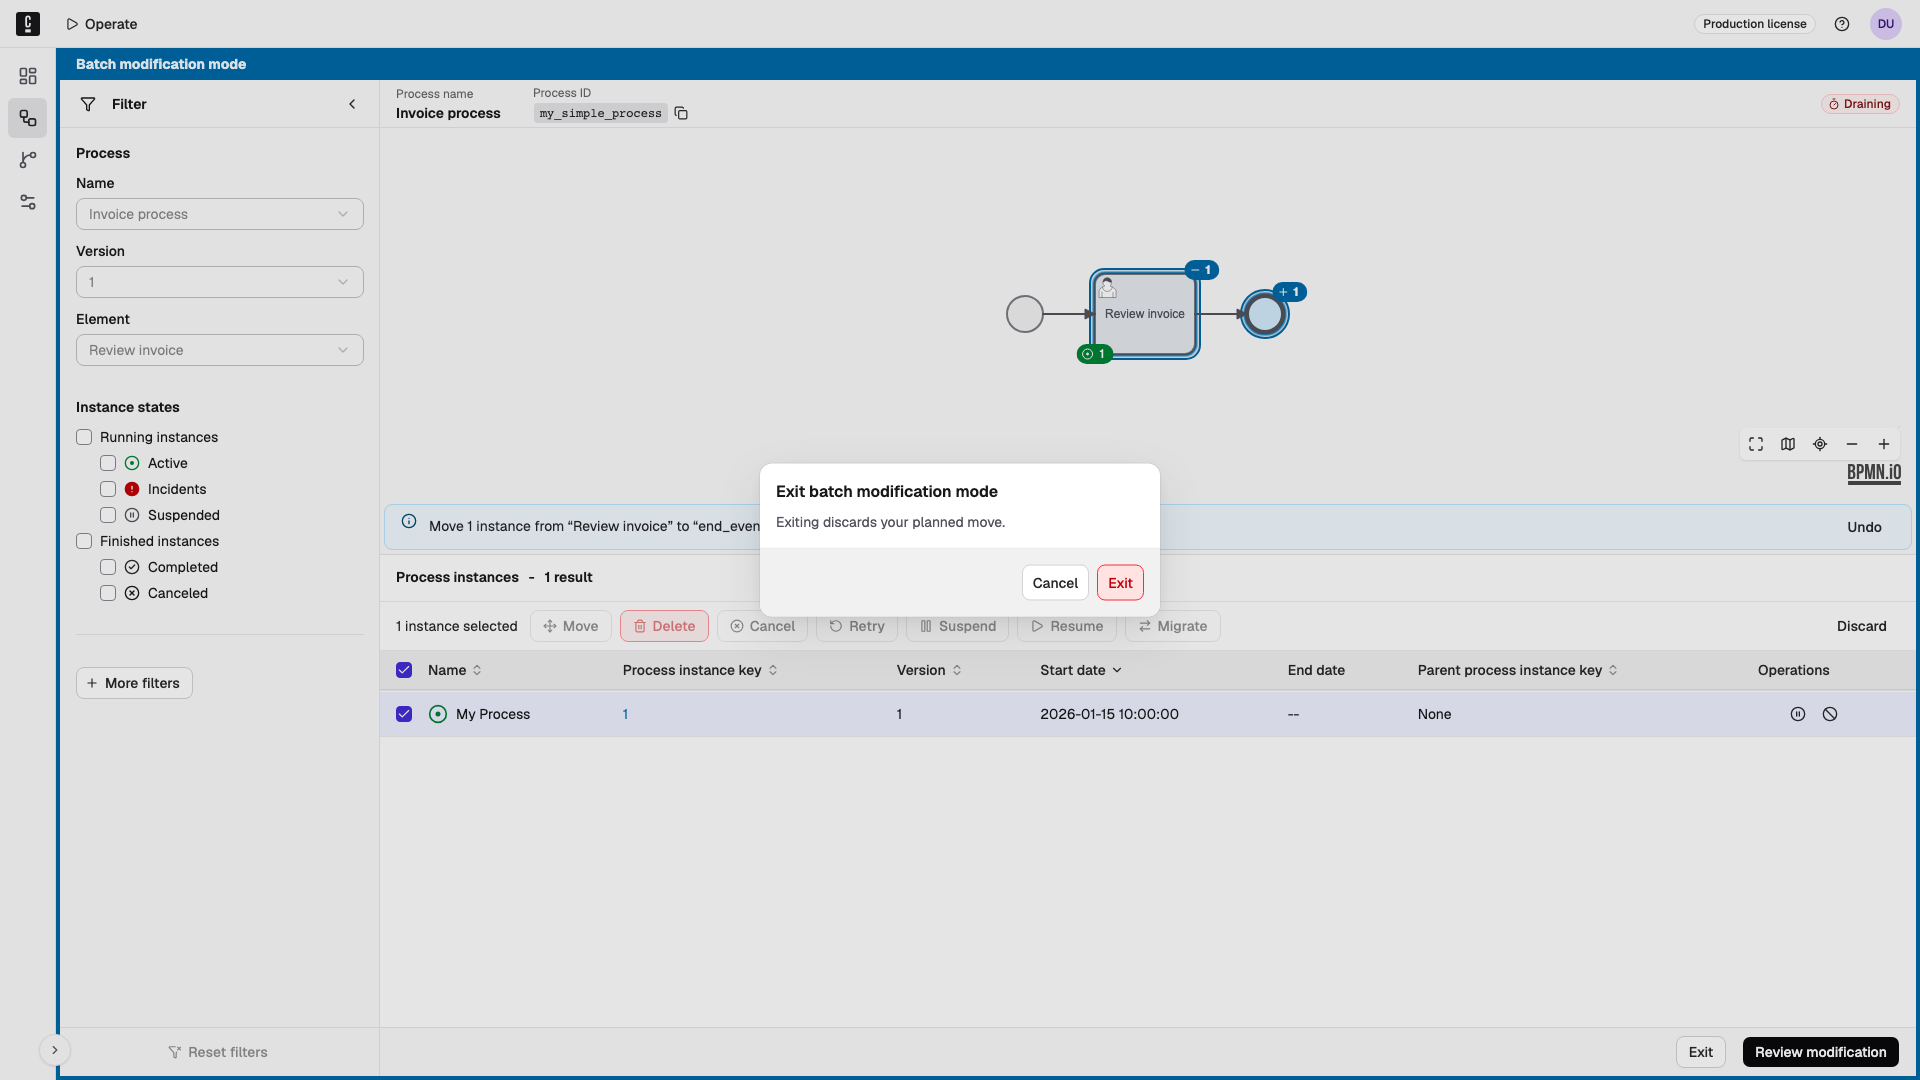 Operate
Production license
DU
Batch modification mode
Filter
Process name
Invoice process
Process ID
my_simple_process
Draining
Process
Name
Invoice process
Version
1
Element
Review invoice
Instance states
Running instances
Active
Incidents
Suspended
Finished instances
Completed
Canceled
More filters
Reset filters
1
Review invoice
1
1
BPMN.iO
Move 1 instance from “Review invoice” to “end_even
Undo
Exit batch modification mode
Exiting discards your planned move.
Cancel
Exit
Process instances - 1 result
1 instance selected
Move
Delete
Cancel
Retry
Suspend
Resume
Migrate
Discard
Name
Process instance key
Version
Start date
End date
Parent process instance key
Operations
My Process
1
1
2026-01-15 10:00:00
--
None
Exit
Review modification